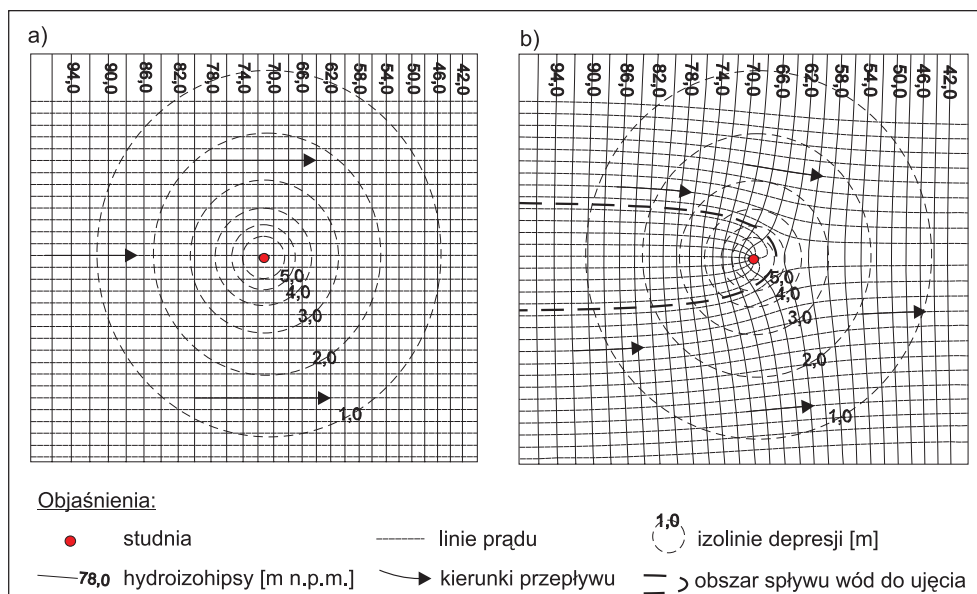 a)
94,0 90,0 86,0 82,0 78,0 74,0 70,0 66,0 62,0 58,0 54,0 50,0 46,0 42,0
5,0
4,0
3,0
2,0
1,0
b)
94,0 90,0 86,0 82,0 78,0 74,0 70,0 66,0 62,0 58,0 54,0 50,0 46,0 42,0
5,0
4,0
3,0
2,0
1,0
Objaśnienia:
studnia
linie prądu
1,0 izolinie depresji [m]
78,0 hydroizohipsy [m n.p.m.]
kierunki przepływu
obszar spływu wód do ujęcia